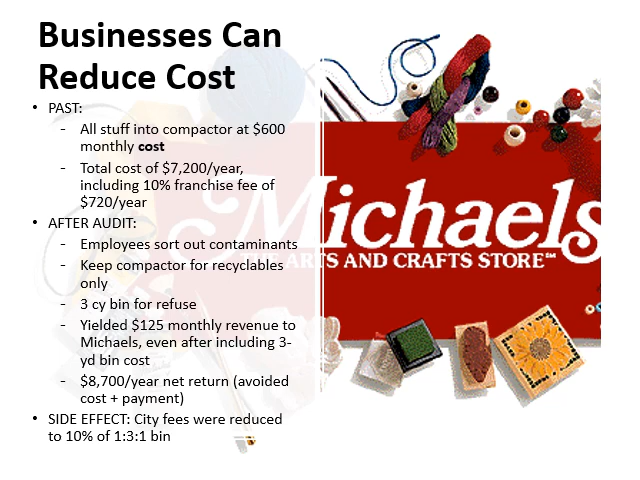 Businesses Can
Reduce Cost
• PAST:
- All stuff into compactor at $600
monthly cost
- Total cost of $7,200/year,
including 10% franchise fee of
$720/year
• AFTER AUDIT:
- Employees sort out contaminants
- Keep compactor for recyclables
only
- 3 cy bin for refuse
- Yielded $125 monthly revenue to
Michaels, even after including 3-
yd bin cost
- $8,700/year net return (avoided
cost + payment)
• SIDE EFFECT: City fees were reduced
to 10% of 1:3:1 bin
Michaels
THE ARTS AND CRAFTS STORE℠